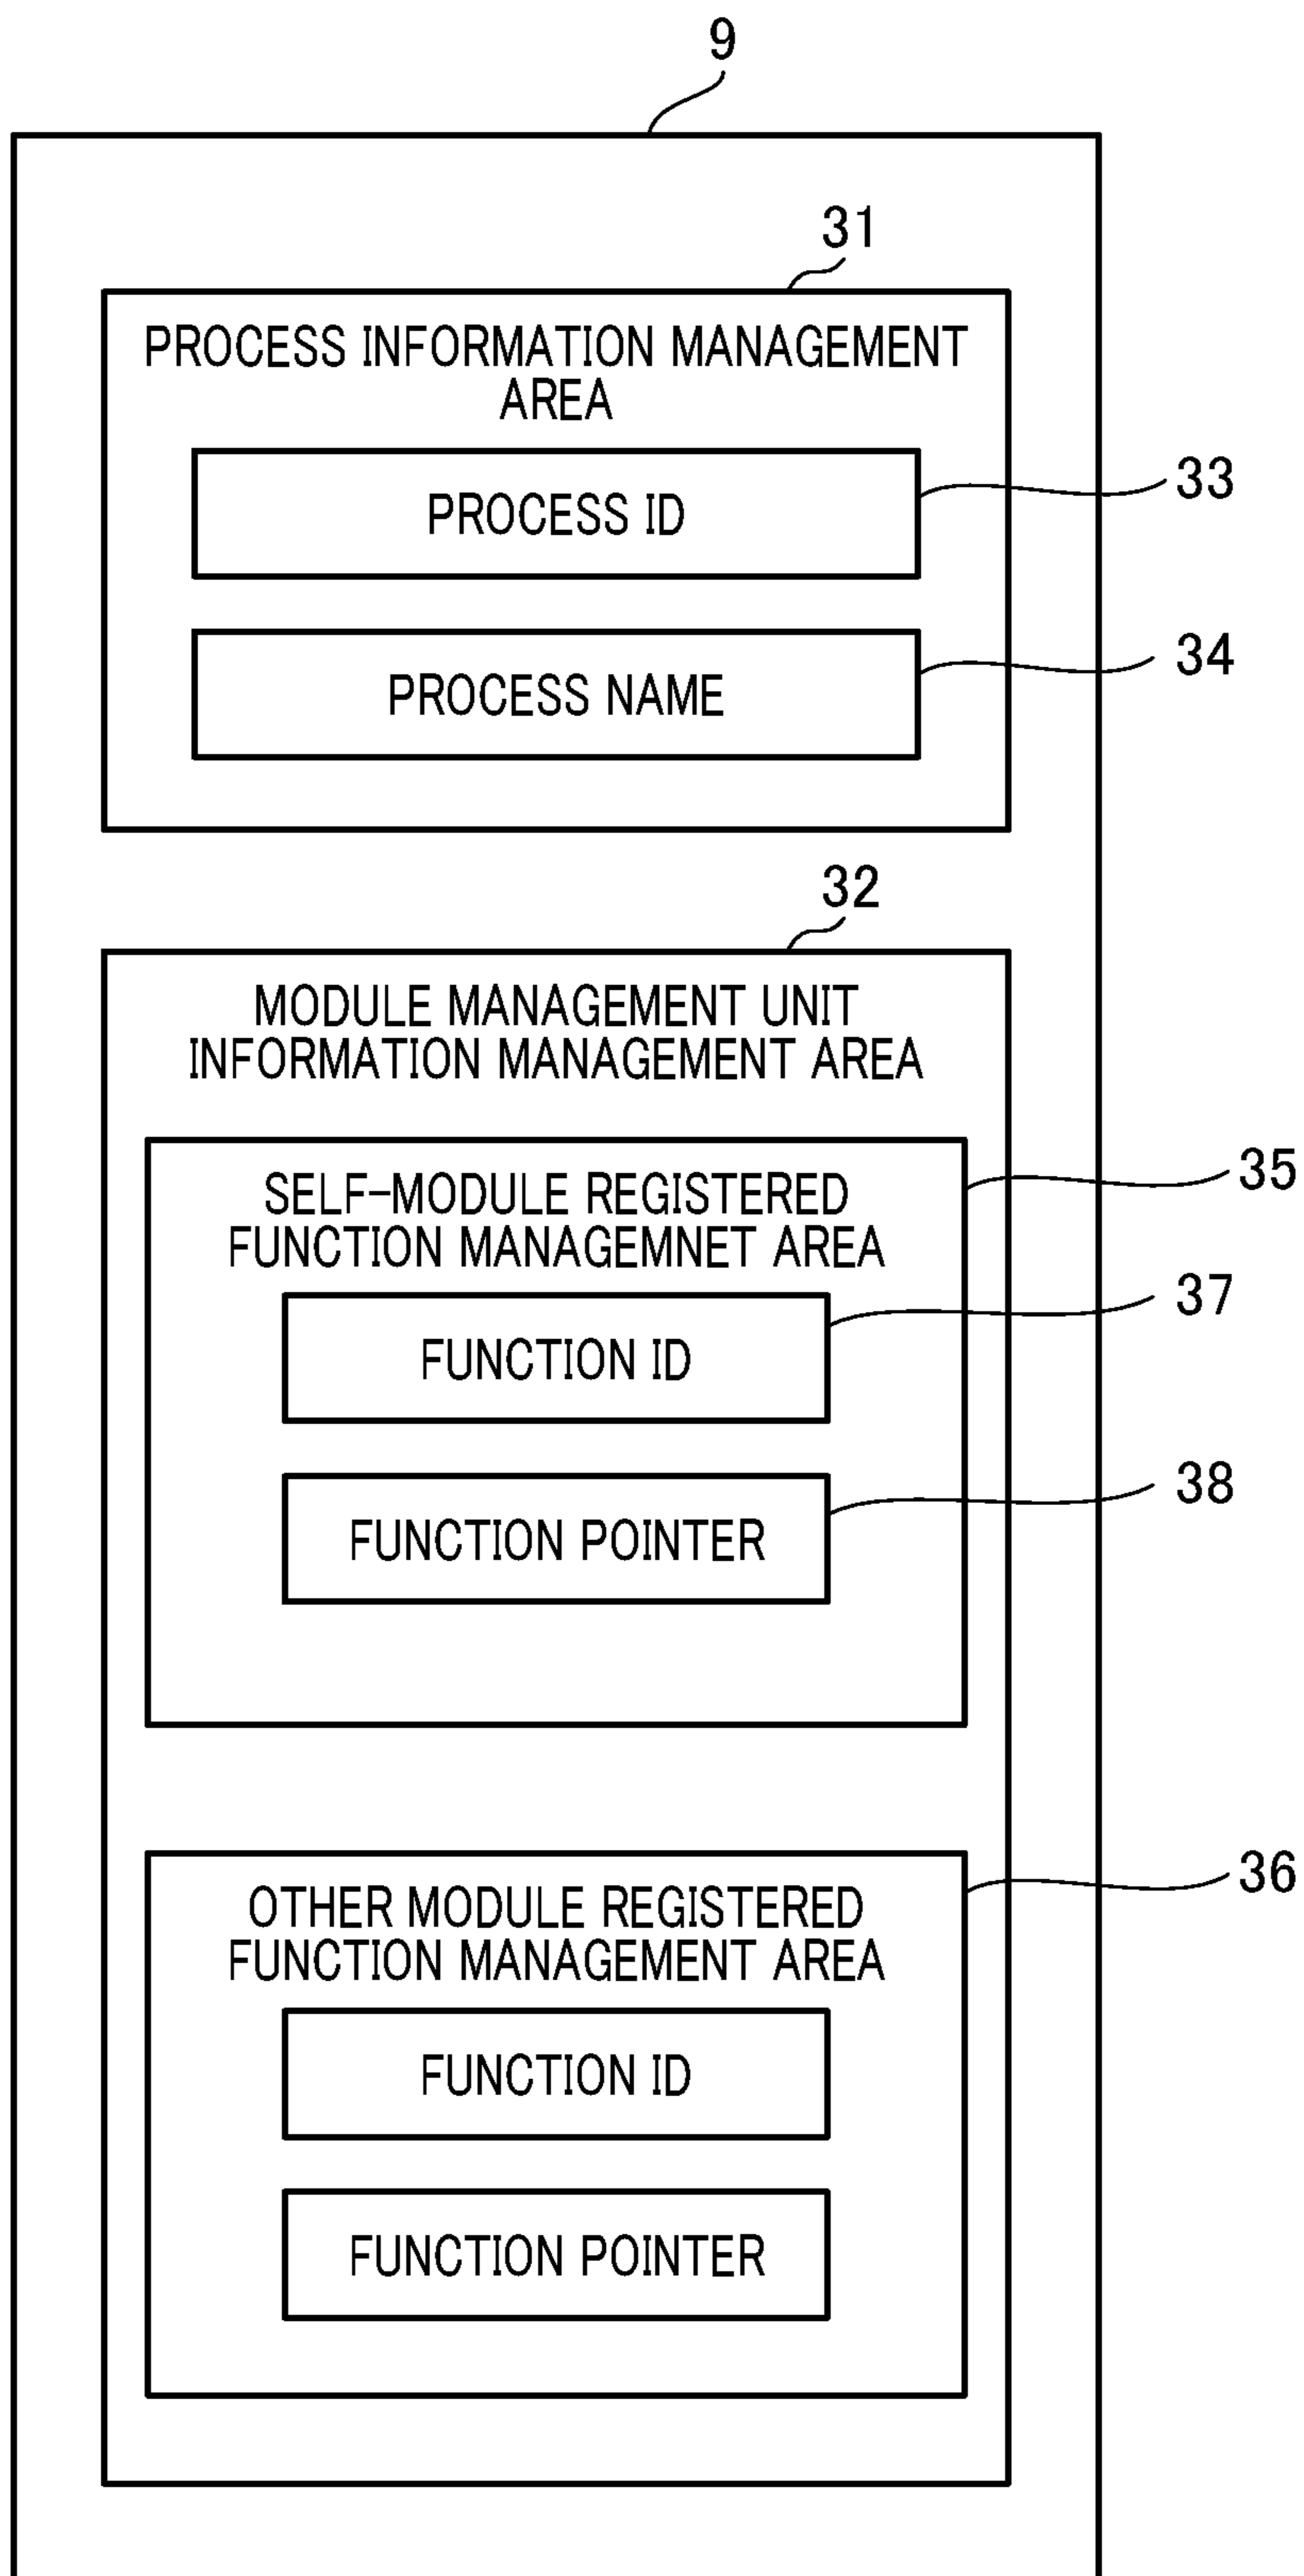 9
31
PROCESS INFORMATION MANAGEMENT
AREA
PROCESS ID
33
PROCESS NAME
34
32
MODULE MANAGEMENT UNIT
INFORMATION MANAGEMENT AREA
SELF-MODULE REGISTERED
FUNCTION MANAGEMNET AREA
35
FUNCTION ID
37
FUNCTION POINTER
38
OTHER MODULE REGISTERED
FUNCTION MANAGEMENT AREA
36
FUNCTION ID
FUNCTION POINTER